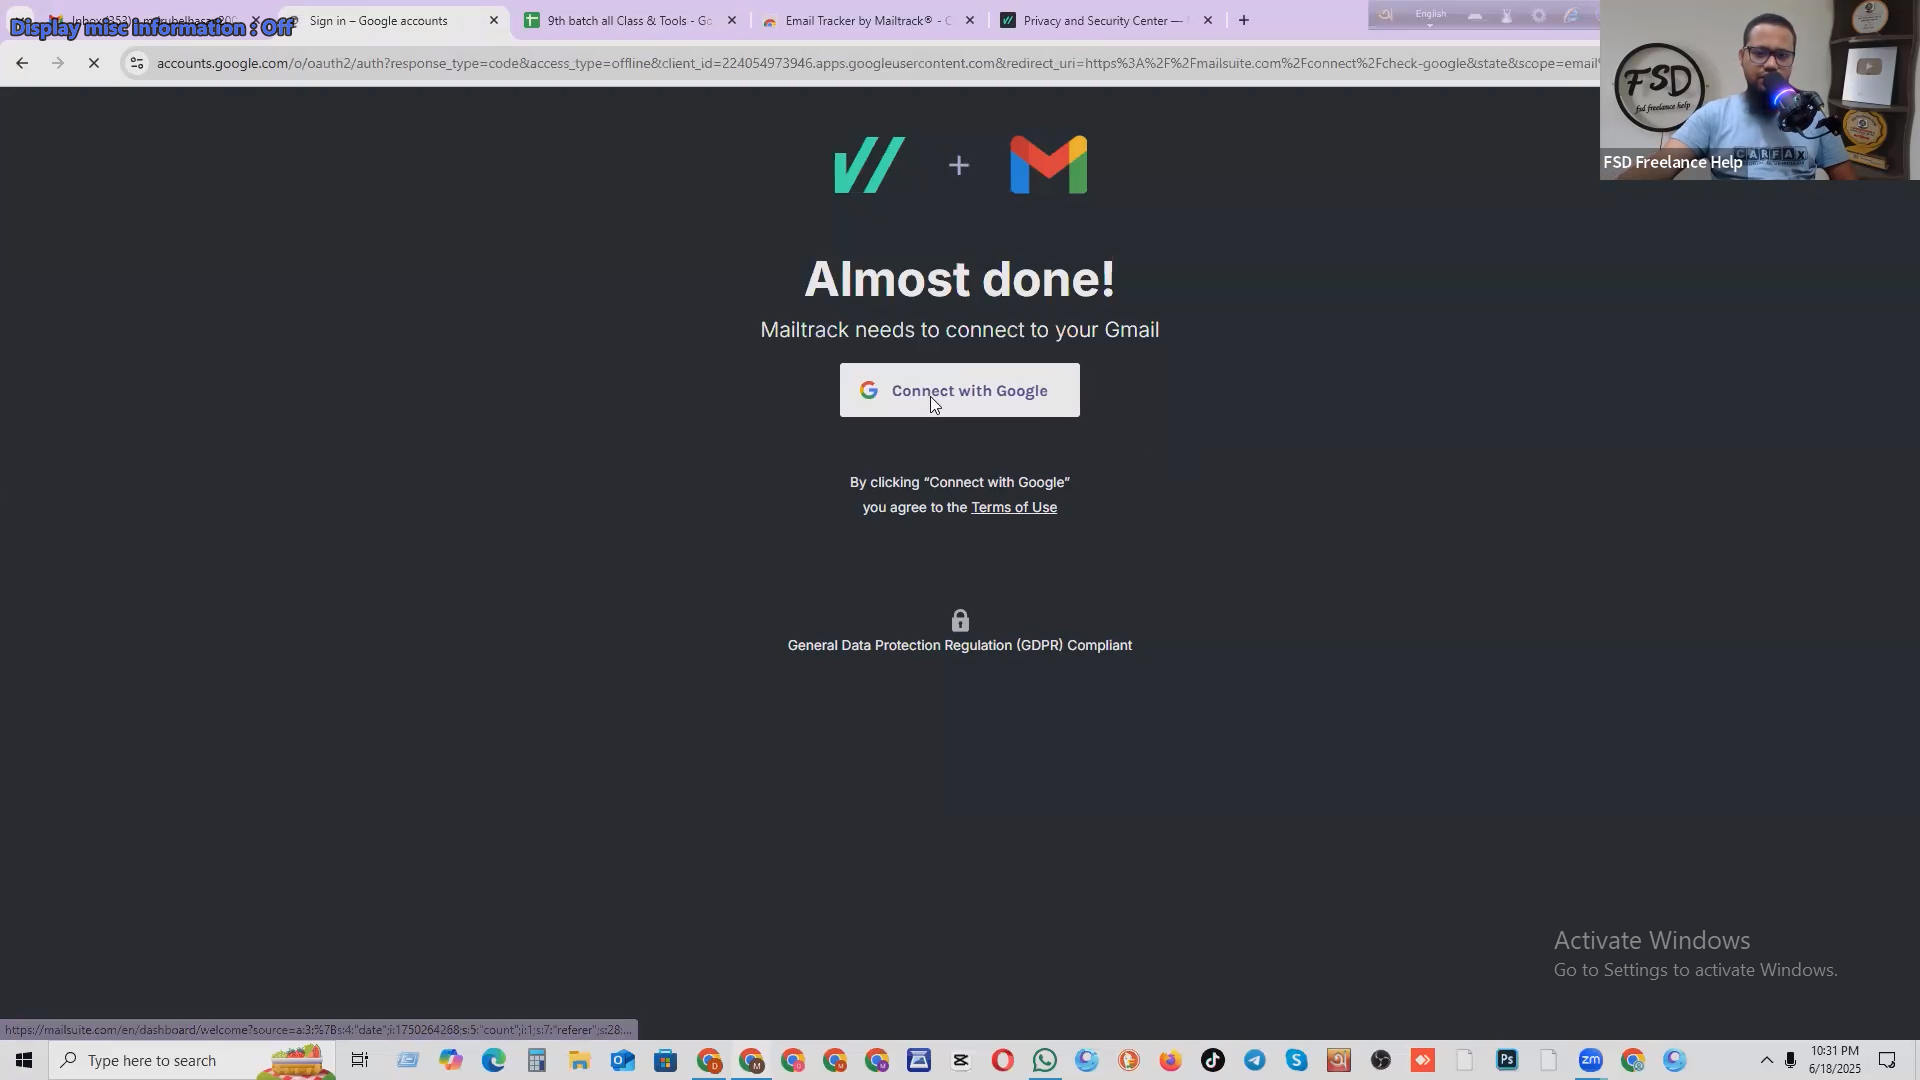 Display misc information : Off
Sign in – Google accounts
9th batch all Class & Tools - Go
Email Tracker by Mailtrack® - C
Privacy and Security Center —
English
accounts.google.com/o/oauth2/auth?response_type=code&access_type=offline&client_id=224054973946.apps.googleusercontent.com&redirect_uri=https%3A%2F%2Fmailsuite.com%2Fconnect%2Fcheck-google&state&scope=email%
FSD
fsd freelance help
CARFAX
FSD Freelance Help
Almost done!
Mailtrack needs to connect to your Gmail
Connect with Google
By clicking “Connect with Google”
you agree to the Terms of Use
General Data Protection Regulation (GDPR) Compliant
Activate Windows
Go to Settings to activate Windows.
https://mailsuite.com/en/dashboard/welcome?source=a:3:%7Bs:4:"date";i:1750264268;s:5:"count";i:1;s:7:"referer";s:28:...
Type here to search
Ps
zm
10:31 PM
6/18/2025